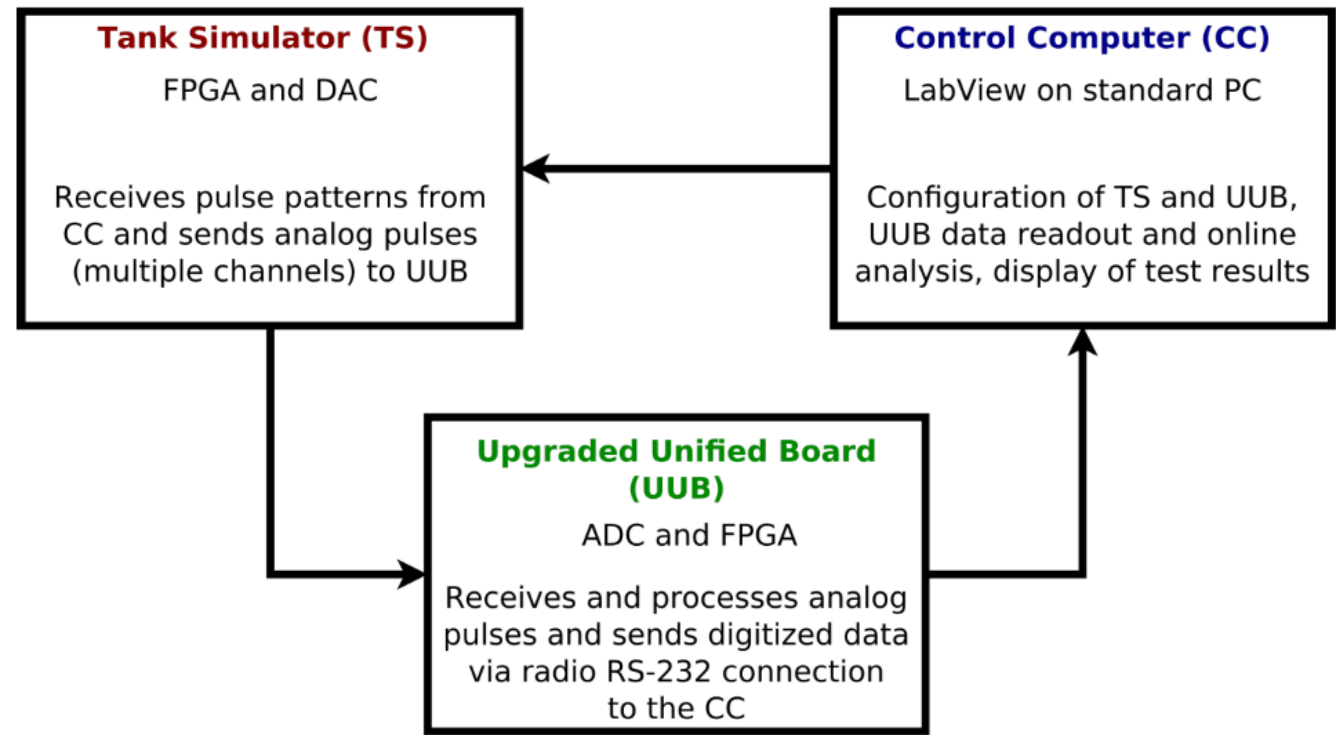 Tank Simulator (TS)
FPGA and DAC
Receives pulse patterns from
CC and sends analog pulses
(multiple channels) to UUB
Control Computer (CC)
LabView on standard PC
Configuration of TS and UUB,
UUB data readout and online
analysis, display of test results
Upgraded Unified Board
(UUB)
ADC and FPGA
Receives and processes analog
pulses and sends digitized data
via radio RS-232 connection
to the CC